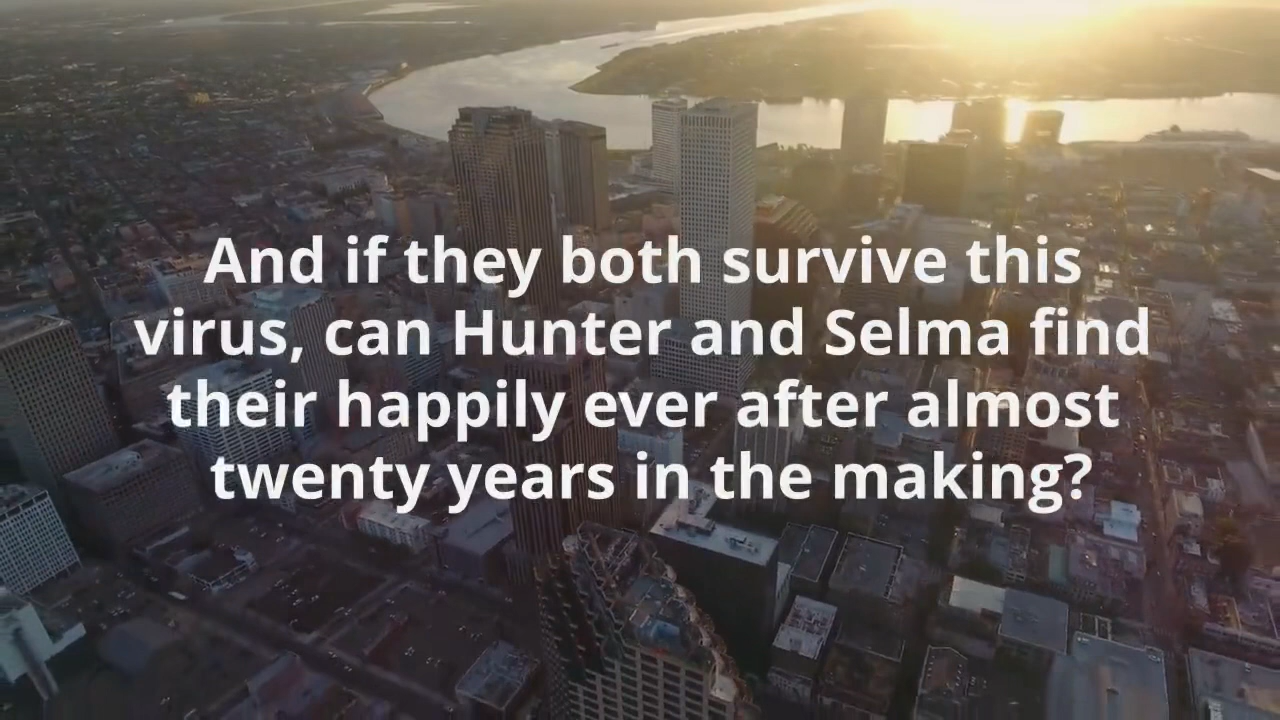 And if they both survive this
virus, can Hunter and Selma find
their happily ever after almost
twenty years in the making?